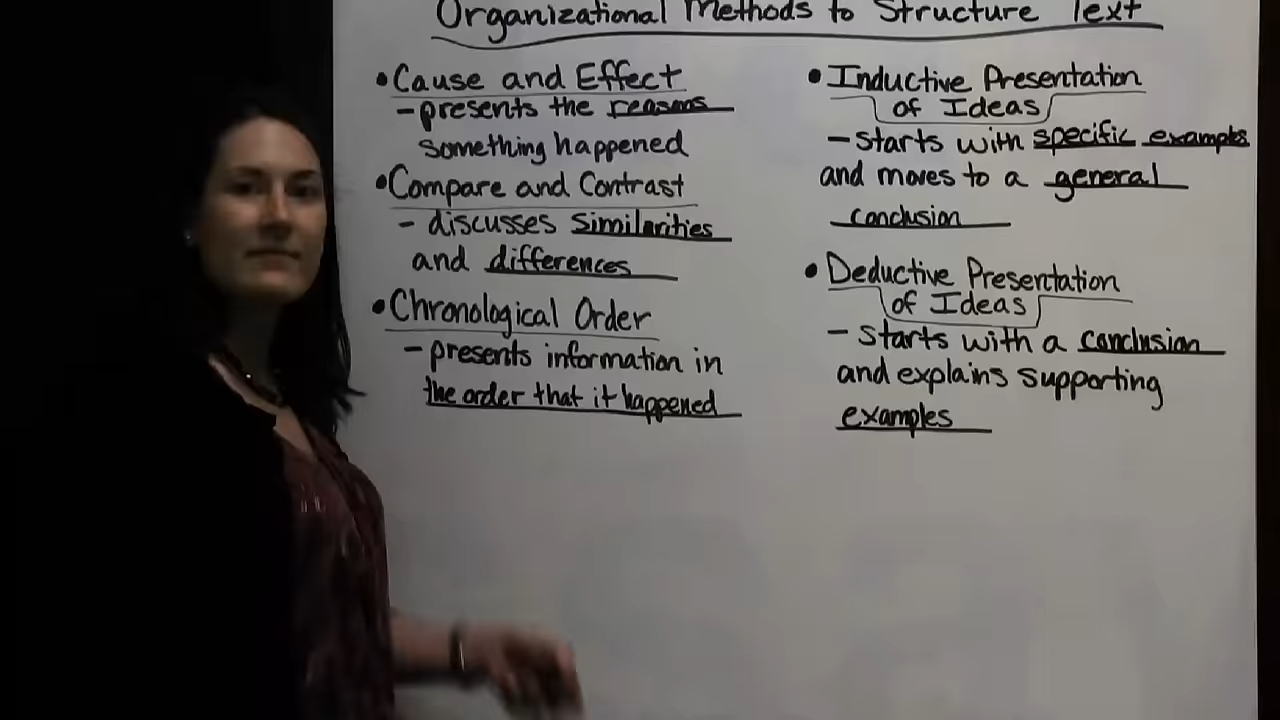 Organizational Methods to Structure Text
• Cause and Effect
- presents the reasons
something happened
• Compare and Contrast
- discusses similarities
and differences
• Chronological Order
- presents information in
the order that it happened
• Inductive Presentation
of Ideas
- starts with specific examples
and moves to a general
conclusion
• Deductive Presentation
of Ideas
- starts with a conclusion
and explains supporting
examples